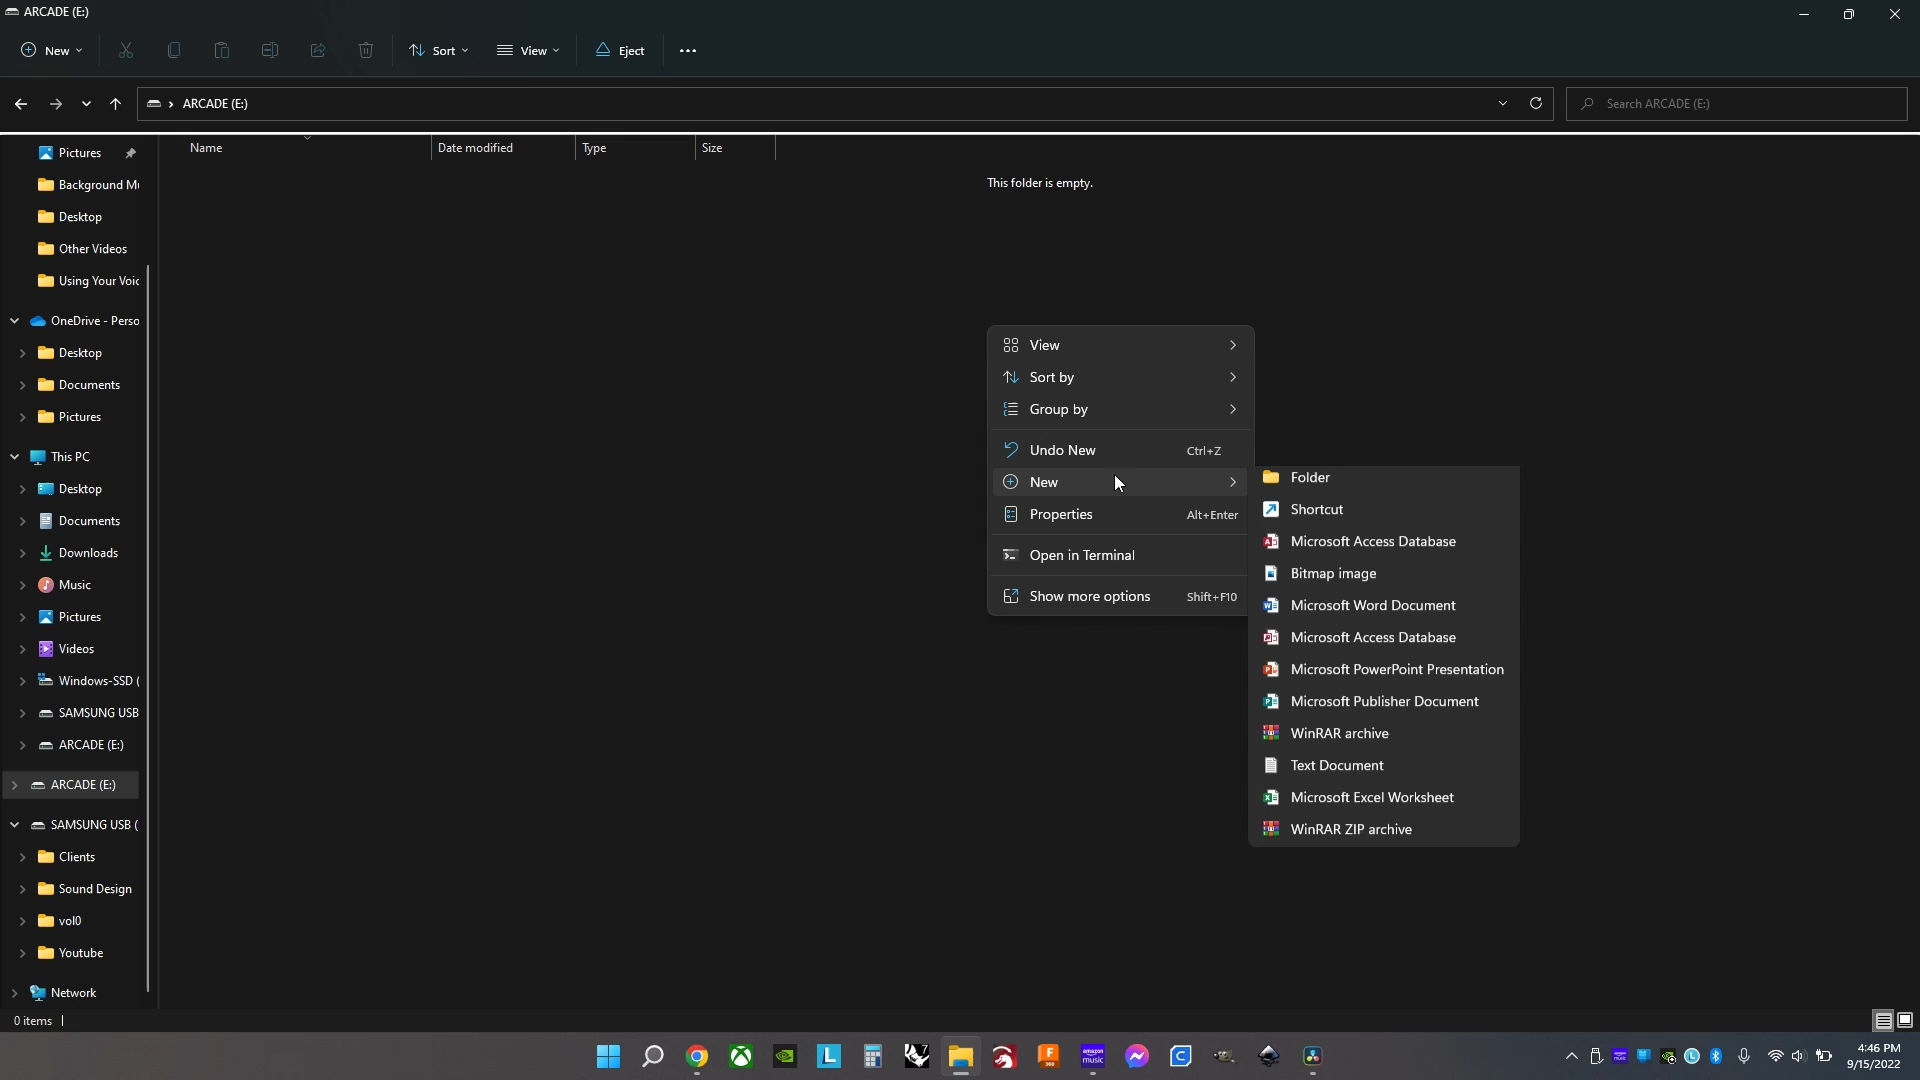 ARCADE (E:)
New
Sort
View
Eject
ARCADE (E:)
Search ARCADE (E:)
Name
Date modified
Type
Size
This folder is empty.
Pictures
Background Mu
Desktop
Other Videos
Using Your Voic
OneDrive - Perso
Desktop
Documents
Pictures
This PC
Desktop
Documents
Downloads
Music
Pictures
Videos
Windows-SSD (
SAMSUNG USB
ARCADE (E:)
ARCADE (E:)
SAMSUNG USB (
Clients
Sound Design
vol0
Youtube
Network
View
Sort by
Group by
Undo New Ctrl+Z
New
Properties Alt+Enter
Open in Terminal
Show more options Shift+F10
Folder
Shortcut
Microsoft Access Database
Bitmap image
Microsoft Word Document
Microsoft Access Database
Microsoft PowerPoint Presentation
Microsoft Publisher Document
WinRAR archive
Text Document
Microsoft Excel Worksheet
WinRAR ZIP archive
0 items
L
7
F
360
amazon
music
C
4:46 PM
9/15/2022